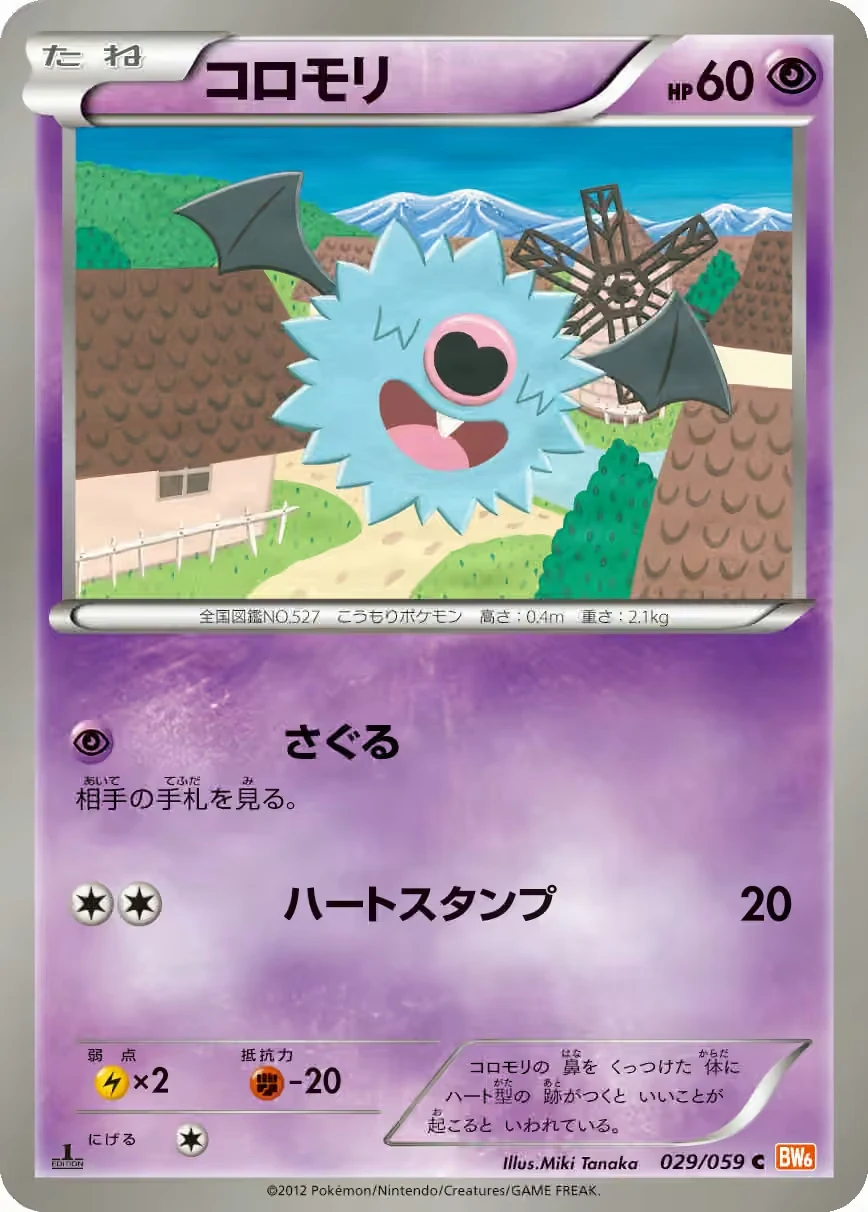 たね コロモリ HP60
全国図鑑NO.527 こうもりポケモン 高さ:0.4m 重さ:2.1kg
さぐる
あいて てふだ み
相手の手札を見る。
ハートスタンプ 20
弱点 抵抗力
×2 -20
にげる
はな からだ
コロモリの 鼻を くっつけた 体に
がた あと
ハート型の 跡がつくと いいことが
お
起こると いわれている。
1 EDITION
Illus.Miki Tanaka 029/059 C BW6
©2012 Pokémon/Nintendo/Creatures/GAME FREAK.